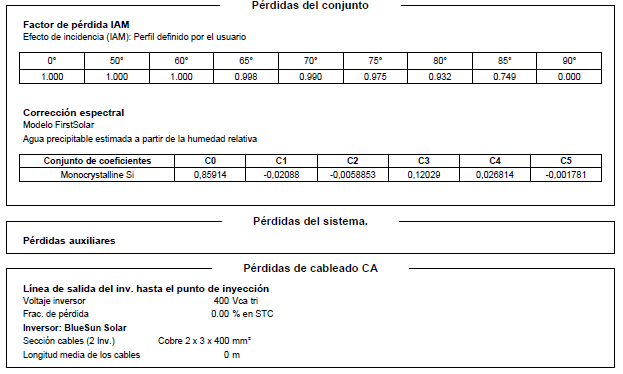 Pérdidas del conjunto
Factor de pérdida IAM
Efecto de incidencia (IAM): Perfil definido por el usuario
0° 50° 60° 65° 70° 75° 80° 85° 90°
1.000 1.000 1.000 0.998 0.990 0.975 0.932 0.749 0.000
Corrección espectral
Modelo FirstSolar
Agua precipitable estimada a partir de la humedad relativa
Conjunto de coeficientes C0 C1 C2 C3 C4 C5
Monocrystalline Si 0,85914 -0,02088 -0,0058853 0,12029 0,026814 -0,001781
Pérdidas del sistema.
Pérdidas auxiliares
Pérdidas de cableado CA
Línea de salida del inv. hasta el punto de inyección
Voltaje inversor 400 Vca tri
Frac. de pérdida 0.00 % en STC
Inversor: BlueSun Solar
Sección cables (2 Inv.) Cobre 2 x 3 x 400 mm²
Longitud media de los cables 0 m